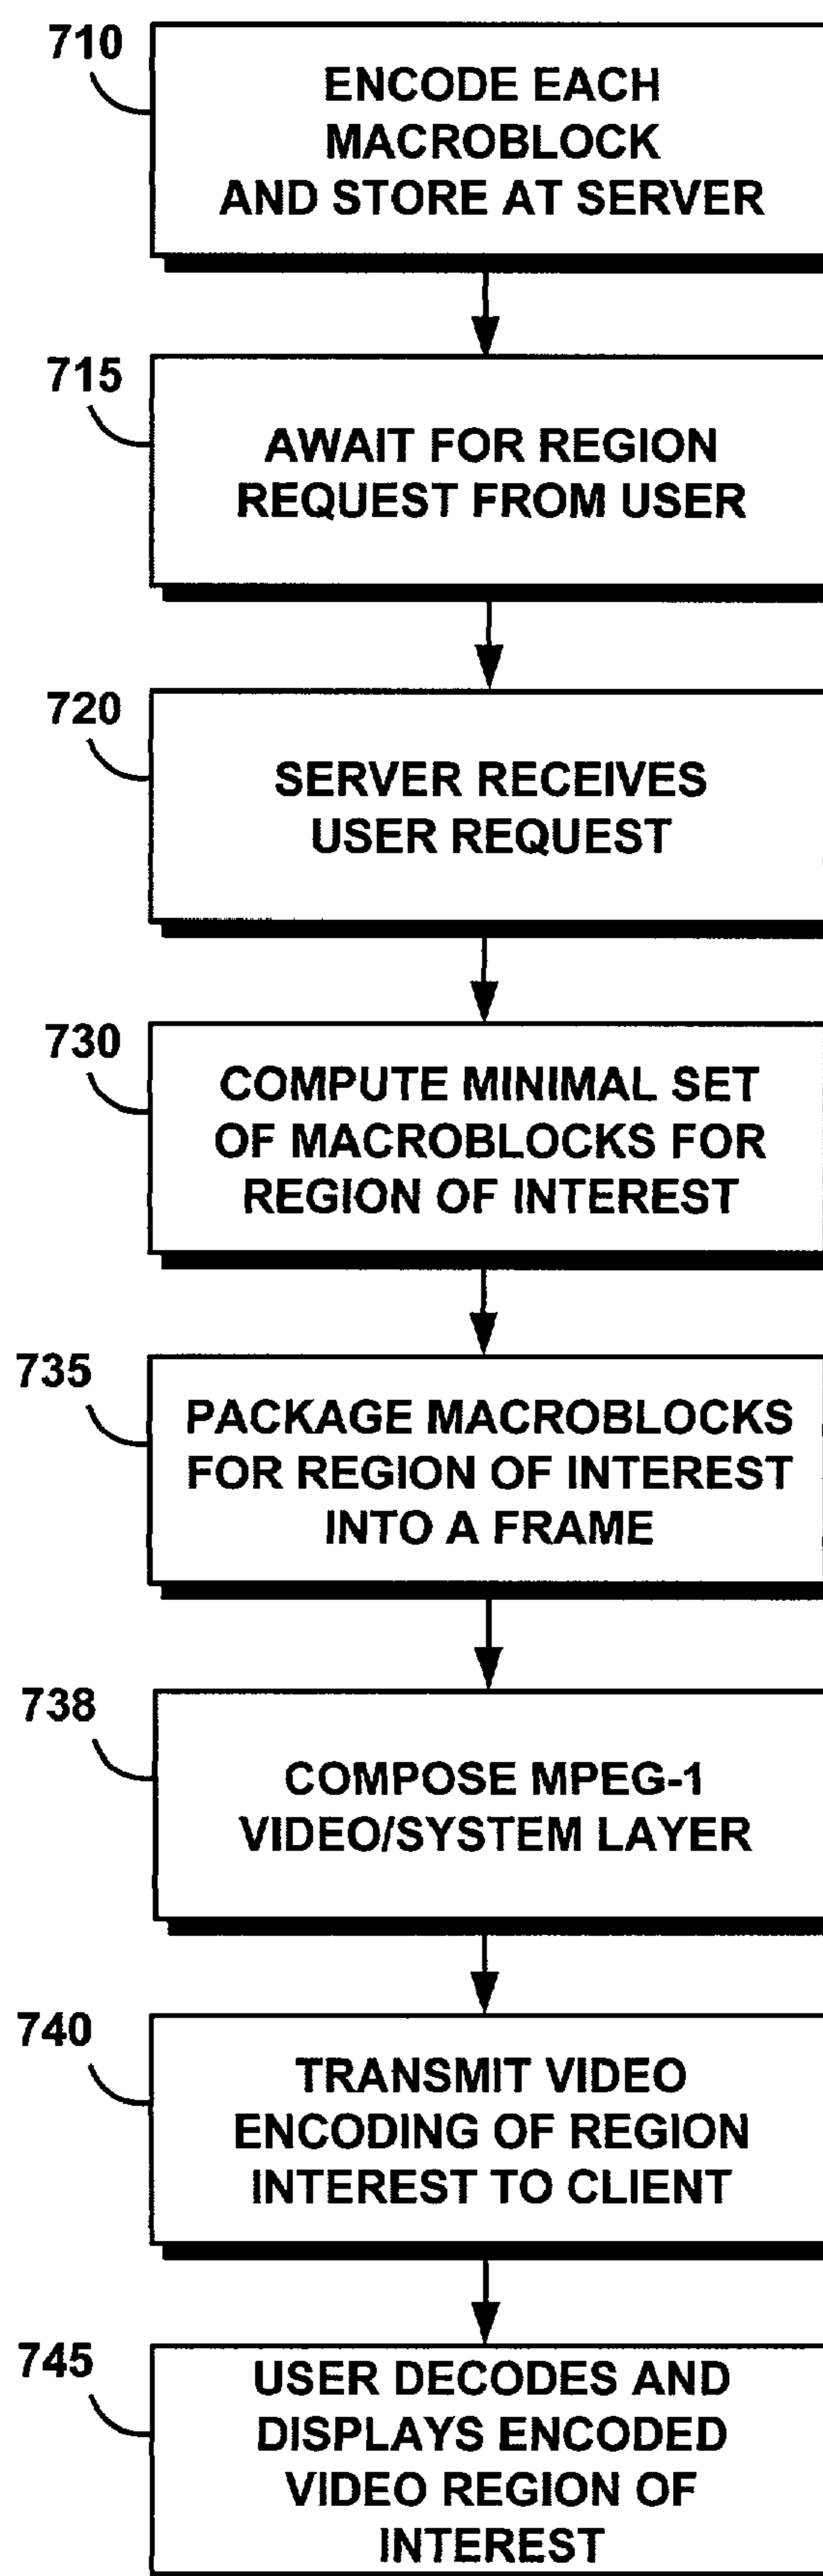 710
ENCODE EACH
MACROBLOCK
AND STORE AT SERVER
715
AWAIT FOR REGION
REQUEST FROM USER
720
SERVER RECEIVES
USER REQUEST
730
COMPUTE MINIMAL SET
OF MACROBLOCKS FOR
REGION OF INTEREST
735
PACKAGE MACROBLOCKS
FOR REGION OF INTEREST
INTO A FRAME
738
COMPOSE MPEG-1
VIDEO/SYSTEM LAYER
740
TRANSMIT VIDEO
ENCODING OF REGION
INTEREST TO CLIENT
745
USER DECODES AND
DISPLAYS ENCODED
VIDEO REGION OF
INTEREST